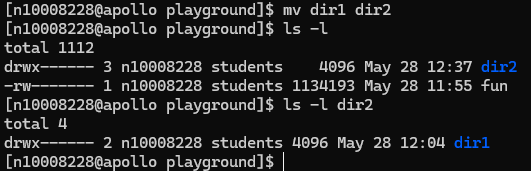 [n10008228@apollo playground]$ mv dir1 dir2
[n10008228@apollo playground]$ ls -l
total 1112
drwx------ 3 n10008228 students    4096 May 28 12:37 dir2
-rw------- 1 n10008228 students 1134193 May 28 11:55 fun
[n10008228@apollo playground]$ ls -l dir2
total 4
drwx------ 2 n10008228 students 4096 May 28 12:04 dir1
[n10008228@apollo playground]$